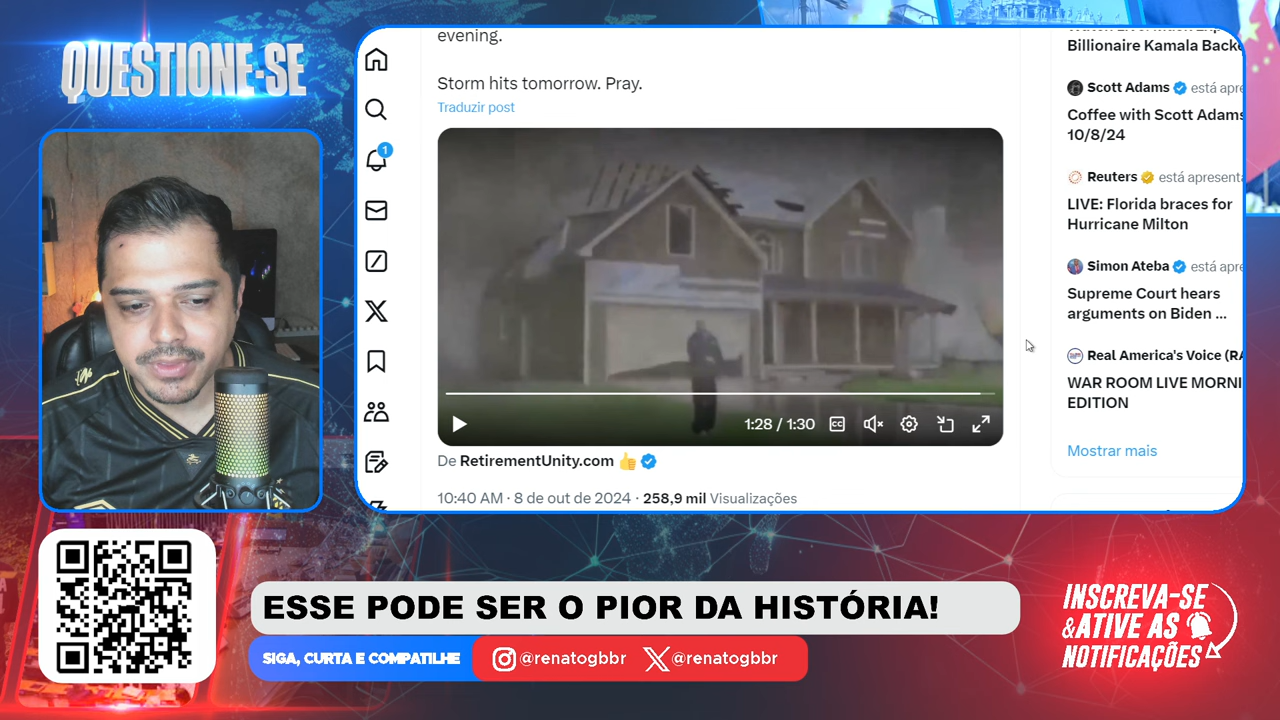 QUESTIONE-SE
evening.
Storm hits tomorrow. Pray.
Traduzir post
1
1:28 / 1:30
CC
De RetirementUnity.com 👍
10:40 AM · 8 de out de 2024 · 258,9 mil Visualizações
Billionaire Kamala Backe
Scott Adams está apre
Coffee with Scott Adams
10/8/24
Reuters está apresenta
LIVE: Florida braces for
Hurricane Milton
Simon Ateba está apre
Supreme Court hears
arguments on Biden ...
Real America's Voice (RA
WAR ROOM LIVE MORNI
EDITION
Mostrar mais
ESSE PODE SER O PIOR DA HISTÓRIA!
SIGA, CURTA E COMPATILHE
@renatogbbr
@renatogbbr
INSCREVA-SE
&ATIVE AS
NOTIFICAÇÕES